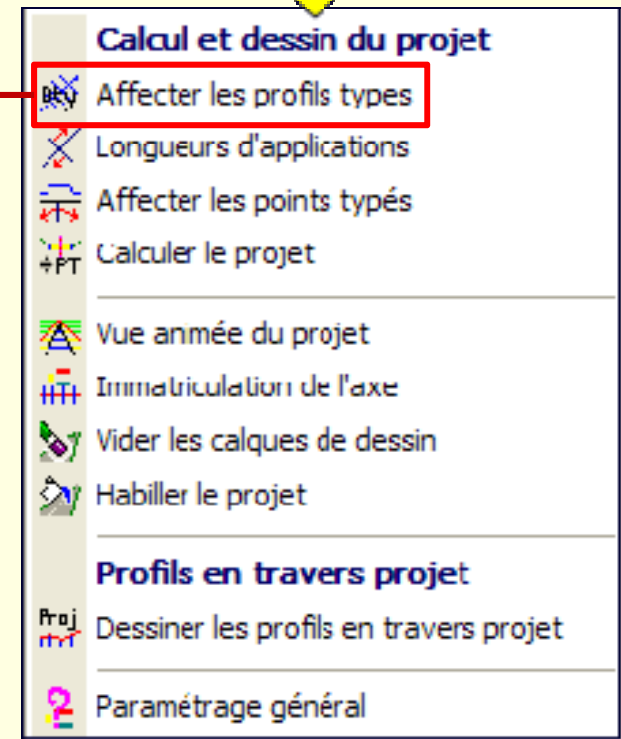 Calcul et dessin du projet
Affecter les profils types
Longueurs d'applications
Affecter les points typés
Calculer le projet
Vue anmée du projet
Immatriculation de l'axe
Vider les calques de dessin
Habiller le projet
Profils en travers projet
Proj Dessiner les profils en travers projet
Paramétrage général